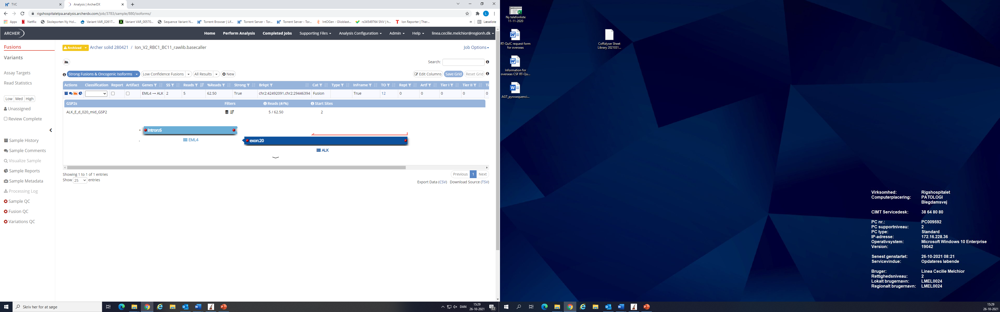 TVC
Analysis | ArcherDX
rigshospitaletpa.analysis.archerdx.com/job/3783/sample/880/isoforms/
L
Apps
Netflix
Skoleporten Ny Hol...
Variant VAR_02617...
Variant VAR_00570...
Sequence Variant N...
Torrent Browser | Lif...
Torrent Server - Tor...
Torrent Server - Tor...
IntOGen - Glioblast...
rs34549764 SNV | h...
Ion Reporter | Ther...
»
Læseliste
ARCHER
Home
Perform Analysis
Completed Jobs
Supporting Files
Analysis Configuration
Admin
Help
linea.cecilie.melchior@regionh.dk
Fusions
Variants
Assay Targets
Read Statistics
Low Med High
Unassigned
Review Complete
Sample History
Sample Comments
Visualize Sample
Sample Reports
Sample Metadata
Processing Log
Sample QC
Fusion QC
Variations QC
Archived Archer solid 280421 / Ion_V2_RBC1_BC11_rawlib.basecaller
Job Options
Search:
Strong Fusions & Oncogenic Isoforms Low Confidence Fusions All Results New
Edit Columns Save Grid Reset Grid
Actions Classification Report Artifact Genes SS Reads %Reads Strong Brkpt Cat Type InFrame TO Rept Artf Tier I Tier II Ti
EML4 → ALK 2 5 62.50 True chr2:42492091,chr2:29446394 Fusion True 12 0 0 0 0 0
GSP2s Filters Reads (#/%) Start Sites
ALK_E_d_020_mid_GSP2 5 / 62.50 2
+ Intron:6
- EML4
exon:20
ALK
Showing 1 to 1 of 1 entries
Show 25 entries
Previous 1 Next
Export Data (CSV) Download Source (TSV)
Skriv her for at søge
DAN
15:29
26-10-2021
22
Ny telefonliste
11-11-2020
RT-QuIC request form
for overseas
Information for
overseas CSF RT-Qu...
AGT_pyrosequenci...
Coffalyser Sheet
Library 2021031...
Virksomhed: Rigshospitalet
Computerplacering: PATOLOGI
Blegdamsvej
CIMT Servicedesk: 38 64 80 80
PC nr.: PC009592
PC supportniveau: 2
PC type: Standard
IP-adresse: 172.16.228.36
Operativsystem: Microsoft Windows 10 Enterprise
Version: 19042
Senest genstartet: 26-10-2021 08:21
Servicevindue: Opdateres løbende
Bruger: Linea Cecilie Melchior
Rettighedsniveau: 2
Lokalt brugernavn: LMEL0024
Regionalt brugernavn: LMEL0024
15:29
26-10-2021